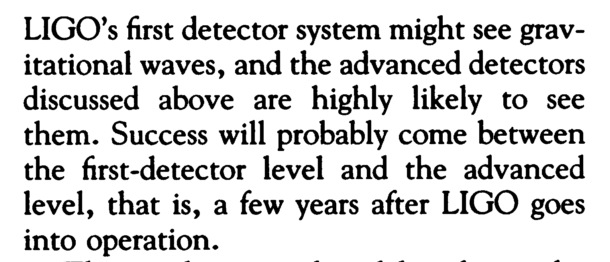 LIGO's first detector system might see grav-
itational waves, and the advanced detectors
discussed above are highly likely to see
them. Success will probably come between
the first-detector level and the advanced
level, that is, a few years after LIGO goes
into operation.